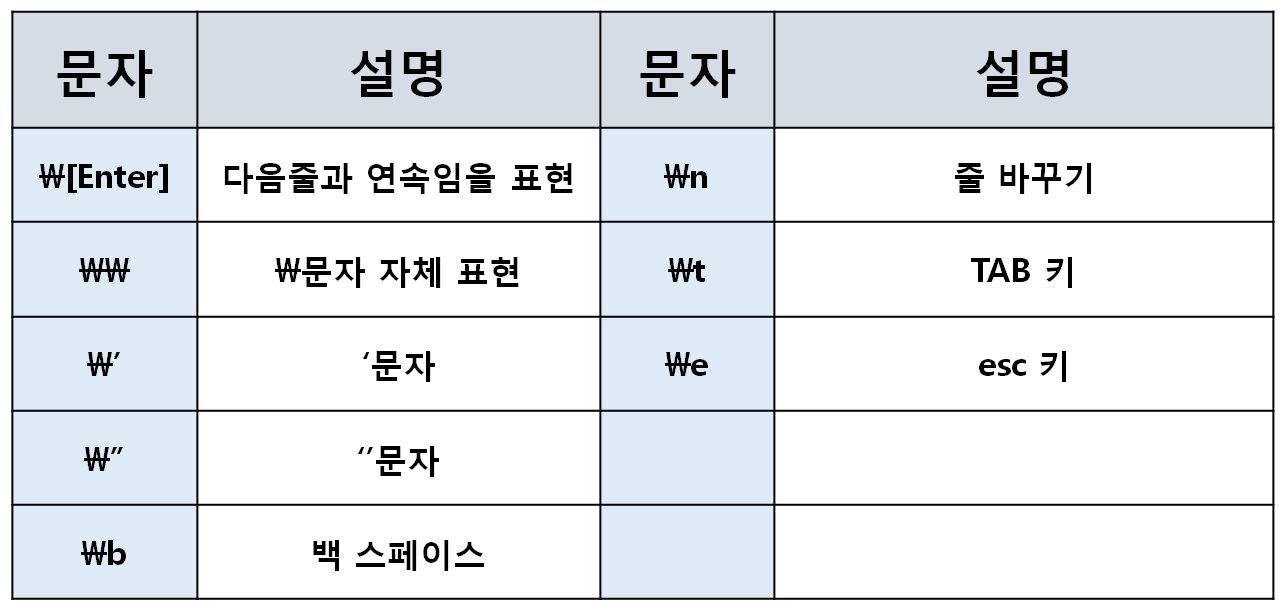 문자 설명 문자 설명
₩[Enter] 다음줄과 연속임을 표현 ₩n 줄 바꾸기
₩₩ ₩문자 자체 표현 ₩t TAB 키
₩’ ‘문자 ₩e esc 키
₩” ‘’문자
₩b 백 스페이스